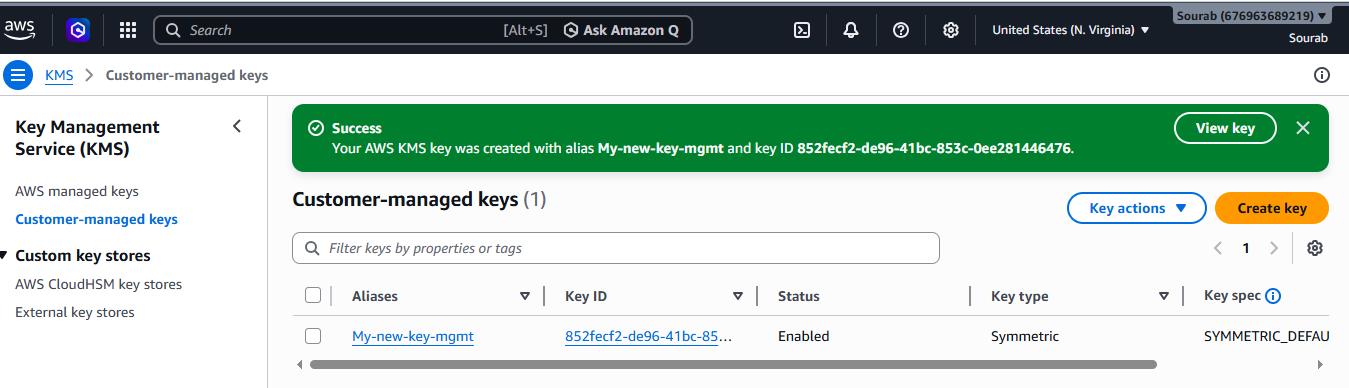 aws
Search [Alt+S] Ask Amazon Q
United States (N. Virginia) ▼
Sourab (676963689219) ▼
Sourab
KMS > Customer-managed keys
Key Management
Service (KMS)
AWS managed keys
Customer-managed keys
Custom key stores
AWS CloudHSM key stores
External key stores
Success
Your AWS KMS key was created with alias My-new-key-mgmt and key ID 852fecf2-de96-41bc-853c-0ee281446476.
View key
Customer-managed keys (1)
Key actions ▼
Create key
Filter keys by properties or tags
1
Aliases Key ID Status Key type Key spec
My-new-key-mgmt 852fecf2-de96-41bc-85... Enabled Symmetric SYMMETRIC_DEFAU